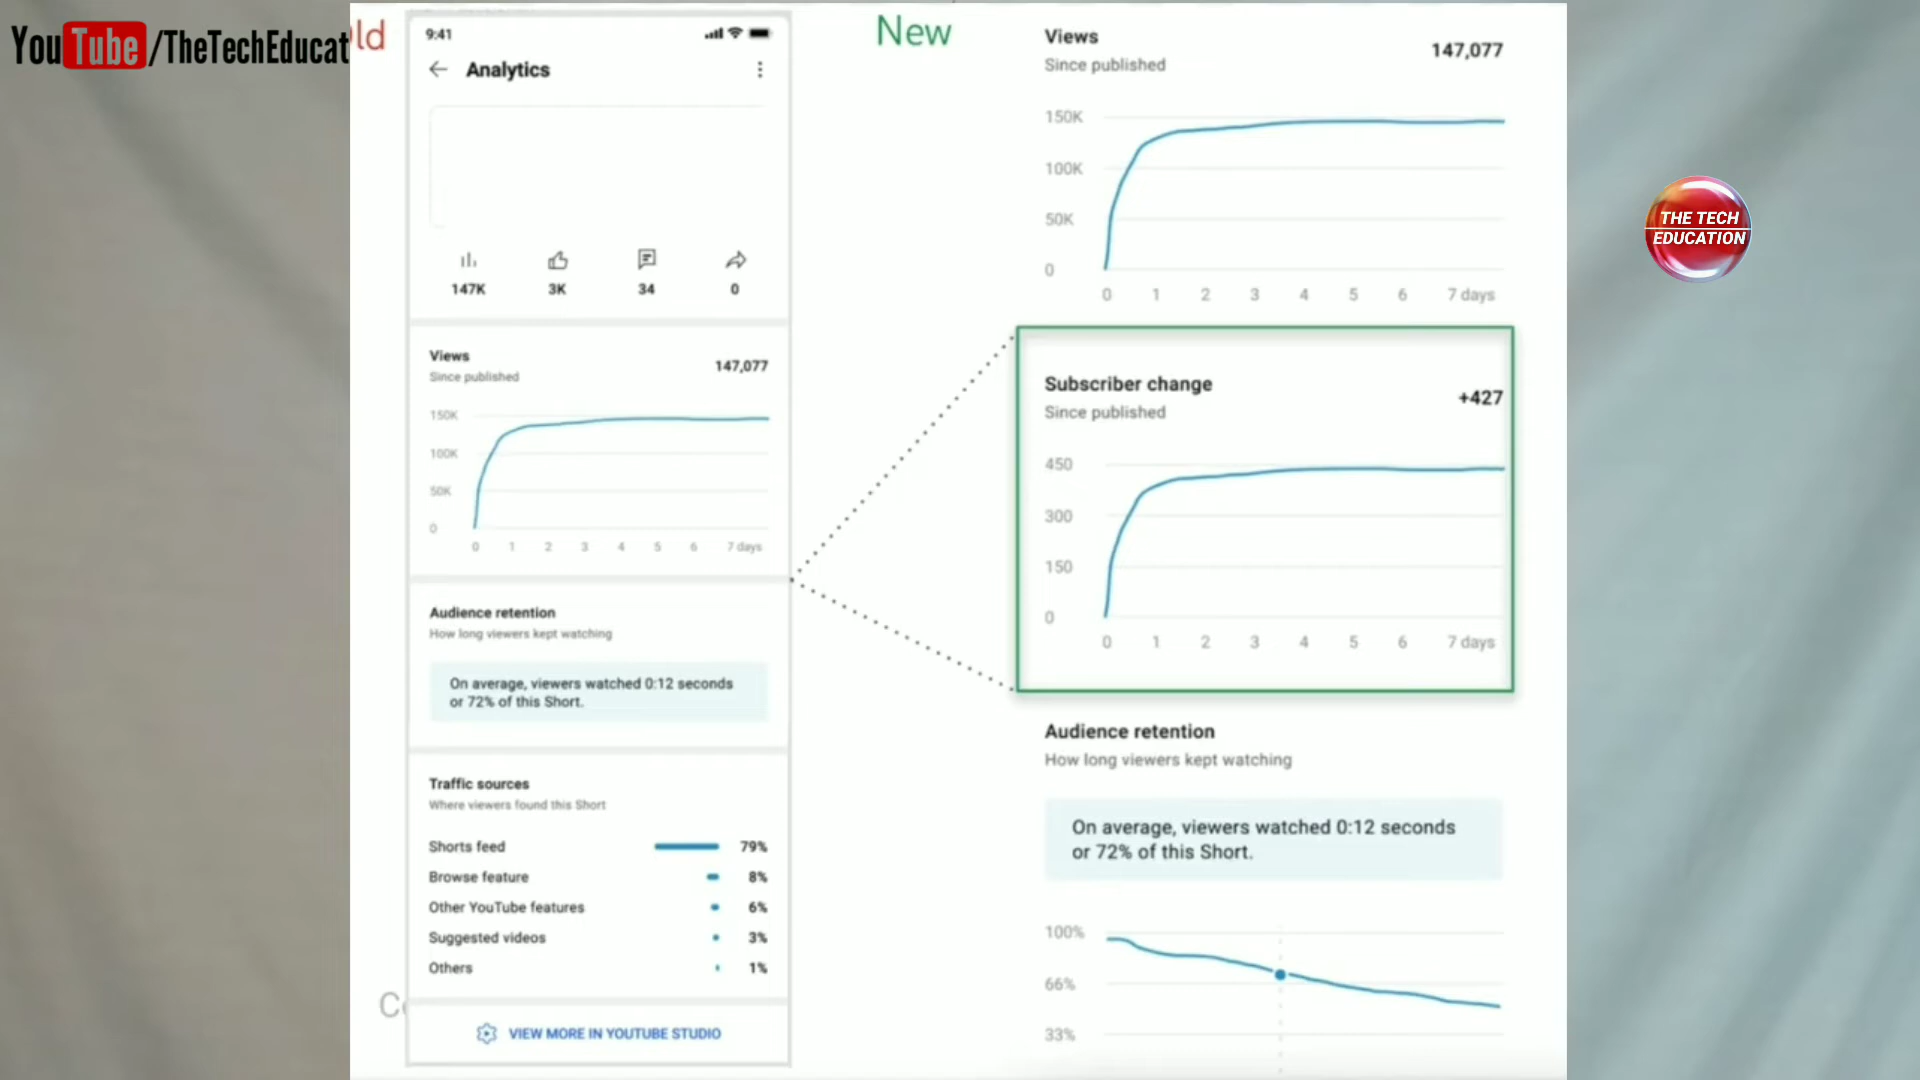 YouTube/TheTechEducat
ld
9:41
Analytics
147K
3K
34
0
Views
Since published
147,077
150K
100K
50K
0
0 1 2 3 4 5 6 7 days
Audience retention
How long viewers kept watching
On average, viewers watched 0:12 seconds
or 72% of this Short.
Traffic sources
Where viewers found this Short
Shorts feed 79%
Browse feature 8%
Other YouTube features 6%
Suggested videos 3%
Others 1%
VIEW MORE IN YOUTUBE STUDIO
New
Views
Since published
147,077
150K
100K
50K
0
0 1 2 3 4 5 6 7 days
Subscriber change
Since published
+427
450
300
150
0
0 1 2 3 4 5 6 7 days
Audience retention
How long viewers kept watching
On average, viewers watched 0:12 seconds
or 72% of this Short.
100%
66%
33%
THE TECH
EDUCATION